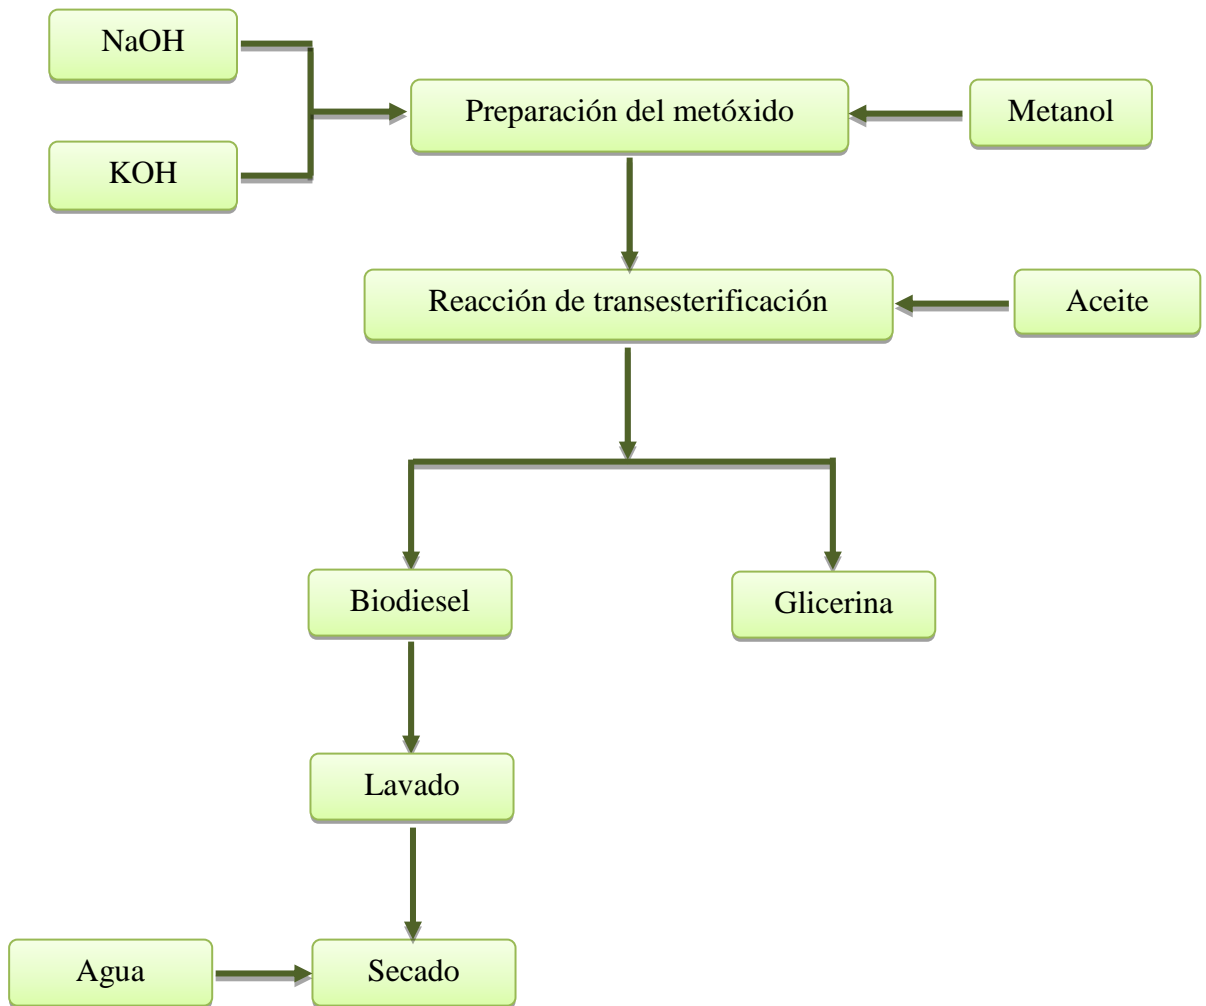 NaOH
Preparación del metóxido
Metanol
KOH
Reacción de transesterificación
Aceite
Biodiesel
Glicerina
Lavado
Agua
Secado